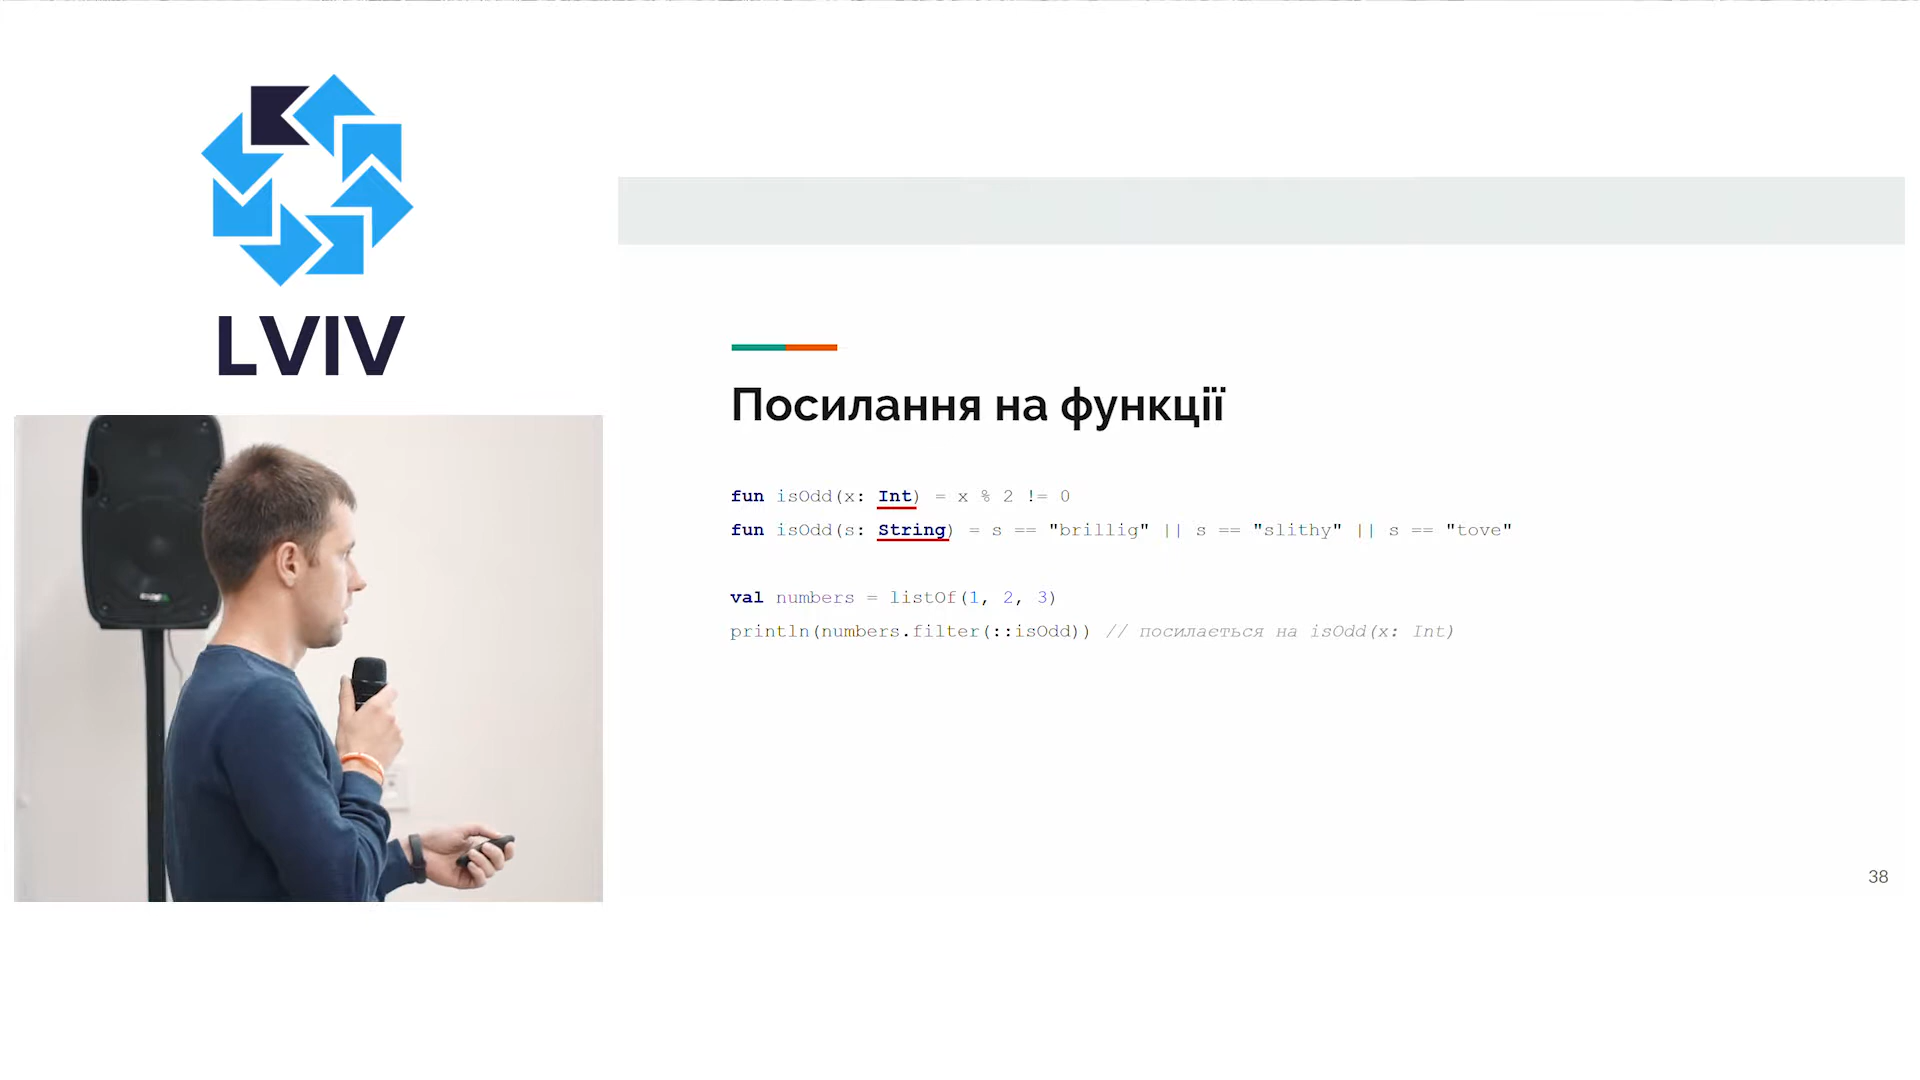 LVIV
Посилання на функції
fun isOdd(x: Int) = x % 2 != 0
fun isOdd(s: String) = s == "brillig" || s == "slithy" || s == "tove"
val numbers = listOf(1, 2, 3)
println(numbers.filter(::isOdd)) // посилається на isOdd(x: Int)
38